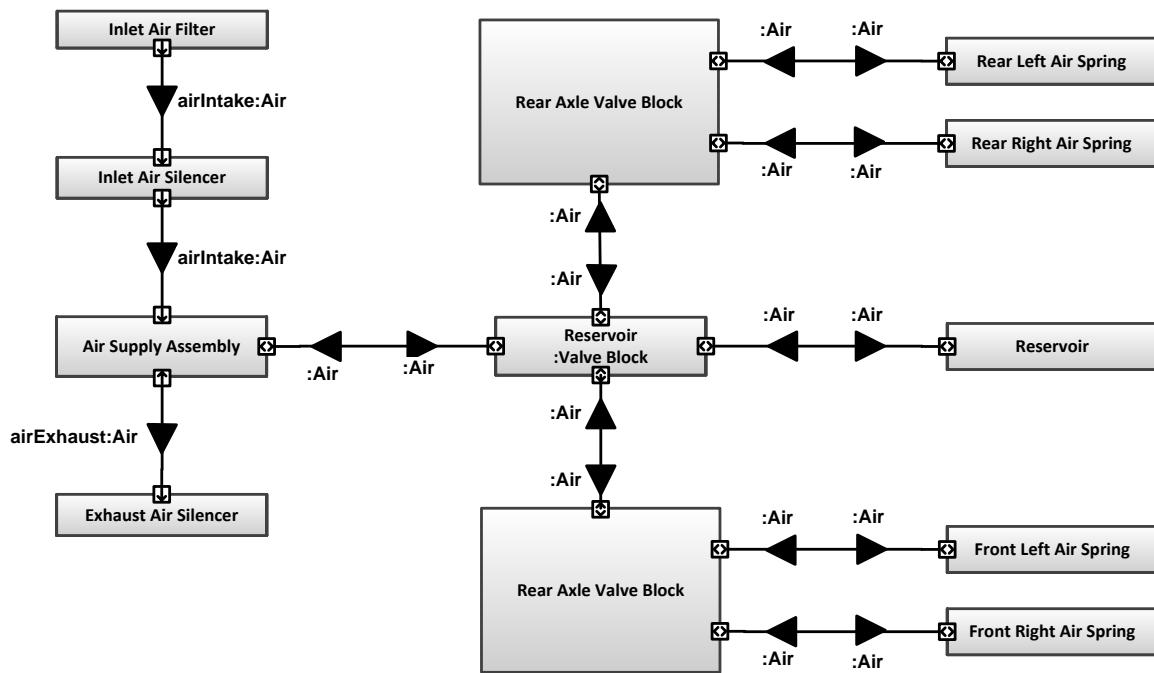 Inlet Air Filter
airIntake:Air
Inlet Air Silencer
airIntake:Air
Air Supply Assembly
airExhaust:Air
Exhaust Air Silencer
:Air
:Air
Rear Axle Valve Block
:Air
:Air
Rear Left Air Spring
:Air
:Air
Rear Right Air Spring
:Air
:Air
Reservoir
:Valve Block
:Air
:Air
Reservoir
:Air
:Air
Rear Axle Valve Block
:Air
:Air
Front Left Air Spring
:Air
:Air
Front Right Air Spring